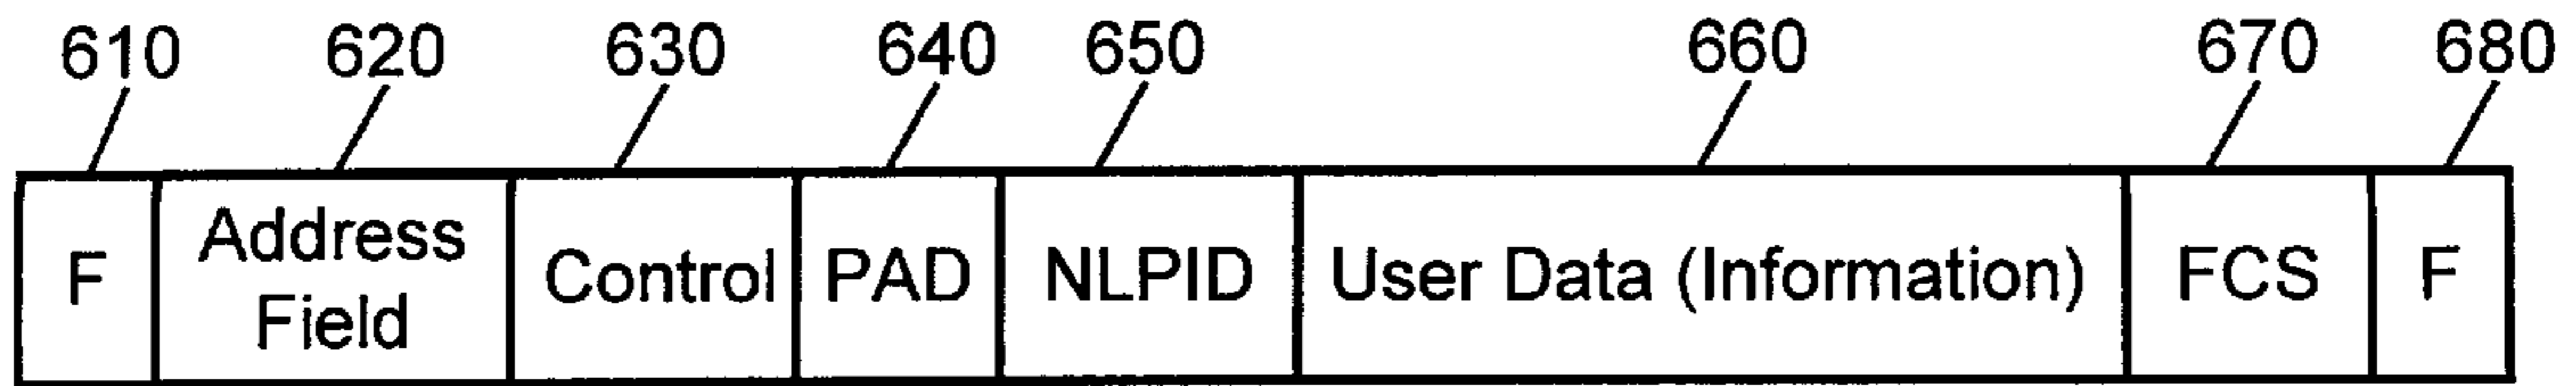 610 620 630 640 650 660 670 680
F Address Field Control PAD NLPID User Data (Information) FCS F